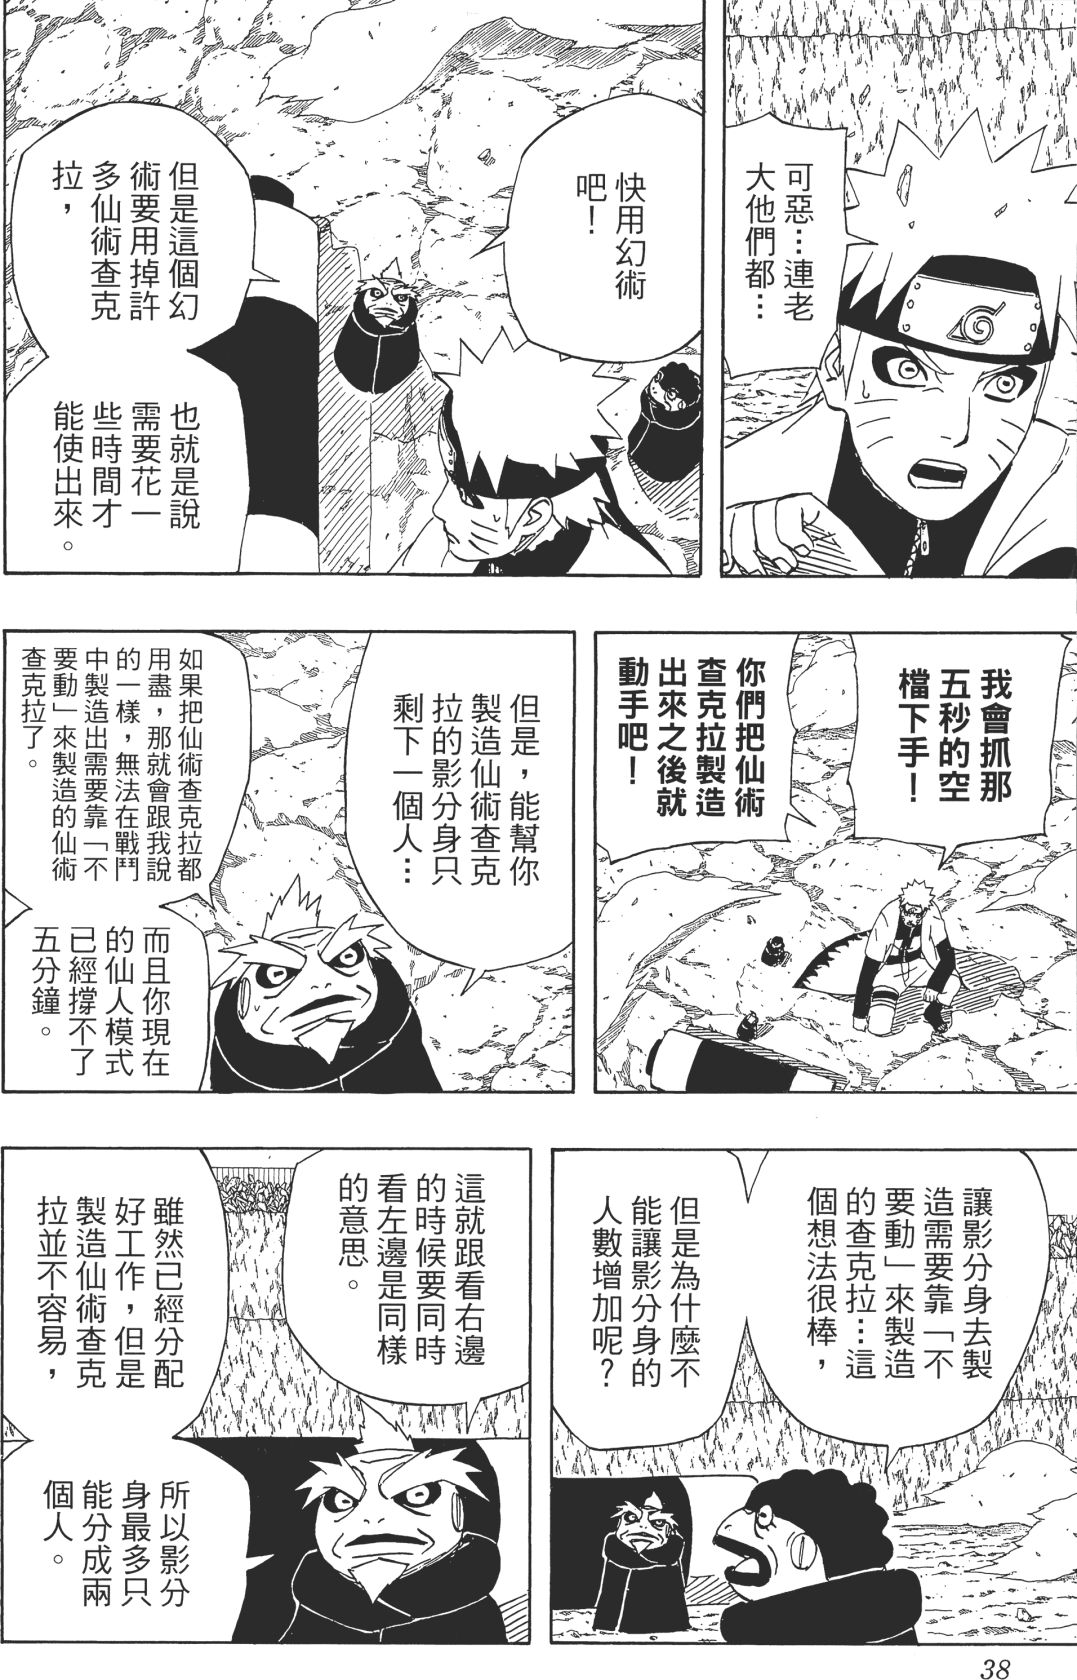 可惡…連老
大他們都…
快用幻術
吧！
但是這個幻
術要用掉許
多仙術查克
拉，
也就是說
需要花一
些時間才
能使出來。
我會抓那
五秒的空
檔下手！
你們把仙術
查克拉製造
出來之後就
動手吧！
但是，能幫你
製造仙術查克
拉的影分身只
剩下一個人…
如果把仙術查克拉都
用盡，那就會跟我說
的一樣，無法在戰鬥
中製造出需要靠「不
要動」來製造的仙術
查克拉了。
而且你現在
的仙人模式
已經撐不了
五分鐘。
讓影分身去製
造需要靠「不
要動」來製造
的查克拉…這
個想法很棒，
但是為什麼不
能讓影分身的
人數增加呢？
這就跟看右邊
的時候要同時
看左邊是同樣
的意思。
雖然已經分配
好工作，但是
製造仙術查克
拉並不容易，
所以影分
身最多只
能分成兩
個人。
38